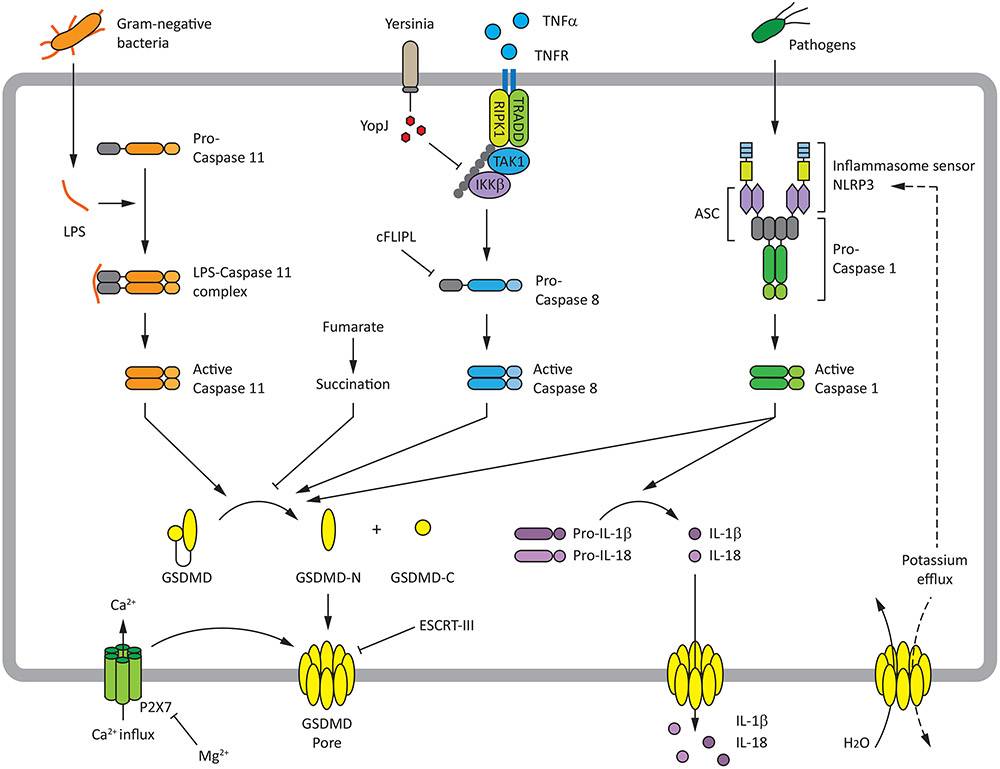 Gram-negative
bacteria
Yersinia
TNFα
TNFR
Pathogens
YopJ
RIPK1
TRADD
TAK1
IKKβ
Pro-
Caspase 11
LPS
LPS-Caspase 11
complex
Active
Caspase 11
Fumarate
Succination
cFLIPL
Pro-
Caspase 8
Active
Caspase 8
Inflammasome sensor
NLRP3
ASC
Pro-
Caspase 1
Active
Caspase 1
GSDMD
GSDMD-N
+
GSDMD-C
Pro-IL-1β
Pro-IL-18
IL-1β
IL-18
Potassium
efflux
Ca²⁺
P2X7
Ca²⁺ influx
Mg²⁺
ESCRT-III
GSDMD
Pore
IL-1β
IL-18
H₂O